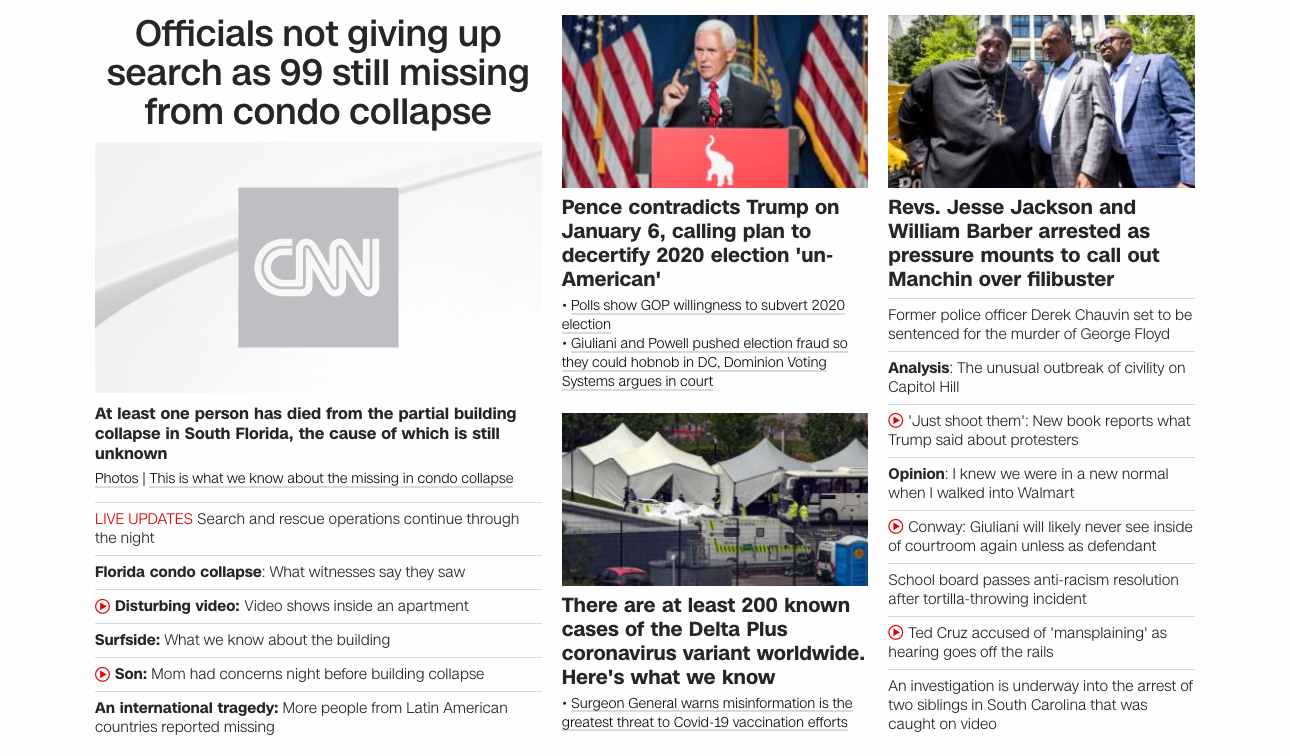 Officials not giving up
search as 99 still missing
from condo collapse
CNN
At least one person has died from the partial building
collapse in South Florida, the cause of which is still
unknown
Photos | This is what we know about the missing in condo collapse
LIVE UPDATES Search and rescue operations continue through
the night
Florida condo collapse: What witnesses say they saw
Disturbing video: Video shows inside an apartment
Surfside: What we know about the building
Son: Mom had concerns night before building collapse
An international tragedy: More people from Latin American
countries reported missing
Pence contradicts Trump on
January 6, calling plan to
decertify 2020 election 'un-
American'
• Polls show GOP willingness to subvert 2020
election
• Giuliani and Powell pushed election fraud so
they could hobnob in DC, Dominion Voting
Systems argues in court
There are at least 200 known
cases of the Delta Plus
coronavirus variant worldwide.
Here's what we know
• Surgeon General warns misinformation is the
greatest threat to Covid-19 vaccination efforts
Revs. Jesse Jackson and
William Barber arrested as
pressure mounts to call out
Manchin over filibuster
Former police officer Derek Chauvin set to be
sentenced for the murder of George Floyd
Analysis: The unusual outbreak of civility on
Capitol Hill
'Just shoot them': New book reports what
Trump said about protesters
Opinion: I knew we were in a new normal
when I walked into Walmart
Conway: Giuliani will likely never see inside
of courtroom again unless as defendant
School board passes anti-racism resolution
after tortilla-throwing incident
Ted Cruz accused of 'mansplaining' as
hearing goes off the rails
An investigation is underway into the arrest of
two siblings in South Carolina that was
caught on video